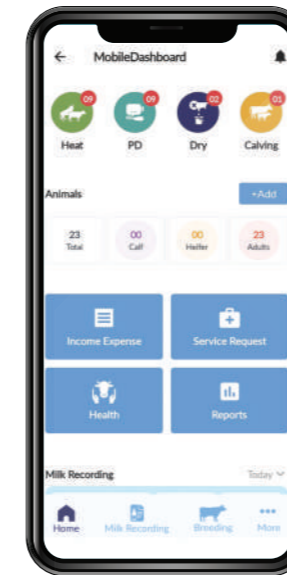 MobileDashboard
09 09 02 01
Heat PD Dry Calving
Animals +Add
23 00 00 23
Total Calf Heifer Adults
Income Expense Service Request
Health Reports
Milk Recording Today
Home Milk Recording Breeding More